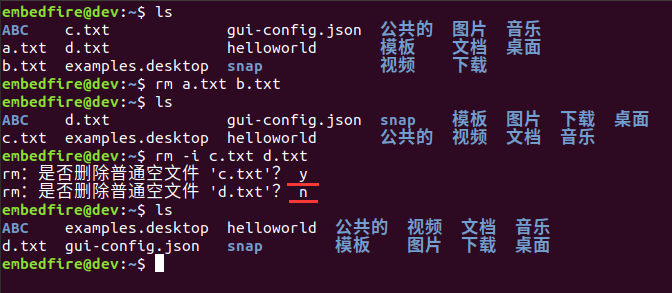 embedfire@dev:~$ ls
ABC    c.txt             gui-config.json  公共的  图片  音乐
a.txt  d.txt             helloworld       模板    文档  桌面
b.txt  examples.desktop  snap             视频    下载
embedfire@dev:~$ rm a.txt b.txt
embedfire@dev:~$ ls
ABC    d.txt             gui-config.json  snap    模板  图片  下载  桌面
c.txt  examples.desktop  helloworld       公共的  视频  文档  音乐
embedfire@dev:~$ rm -i c.txt d.txt
rm：是否删除普通空文件 'c.txt'？ y
rm：是否删除普通空文件 'd.txt'？ n
embedfire@dev:~$ ls
ABC    examples.desktop  helloworld  公共的  视频  文档  音乐
d.txt  gui-config.json   snap        模板    图片  下载  桌面
embedfire@dev:~$